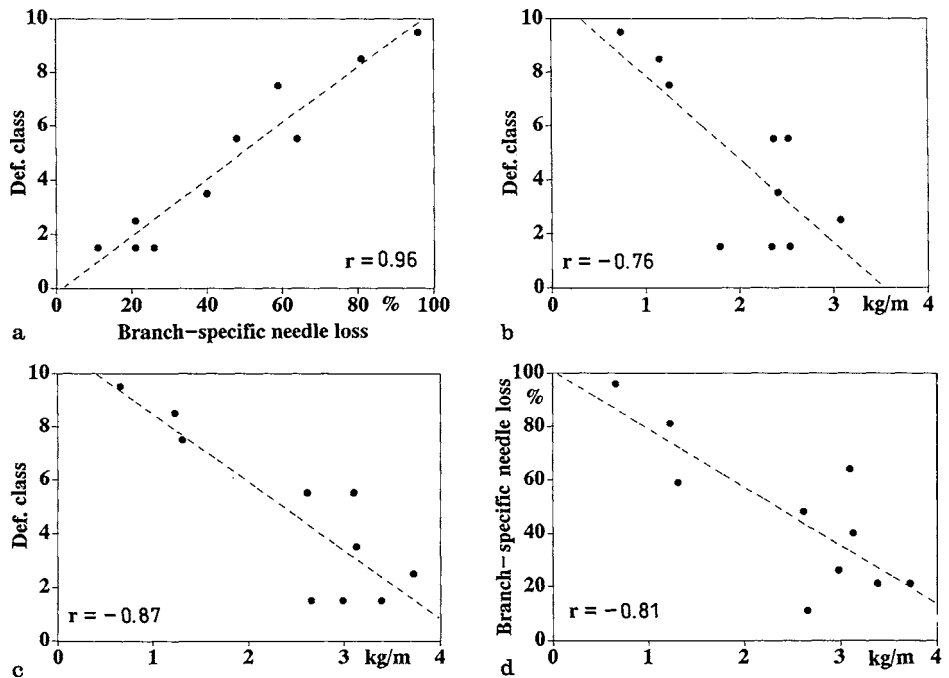 10
8
6
4
2
0
Def. class
r = 0.96
0 20 40 60 80 100
%
a Branch-specific needle loss
10
8
6
4
2
0
Def. class
r = -0.76
0 1 2 3 4
kg/m
b
10
8
6
4
2
0
Def. class
r = -0.87
0 1 2 3 4
kg/m
c
100
%
80
60
40
20
0
Branch-specific needle loss
r = -0.81
0 1 2 3 4
kg/m
d